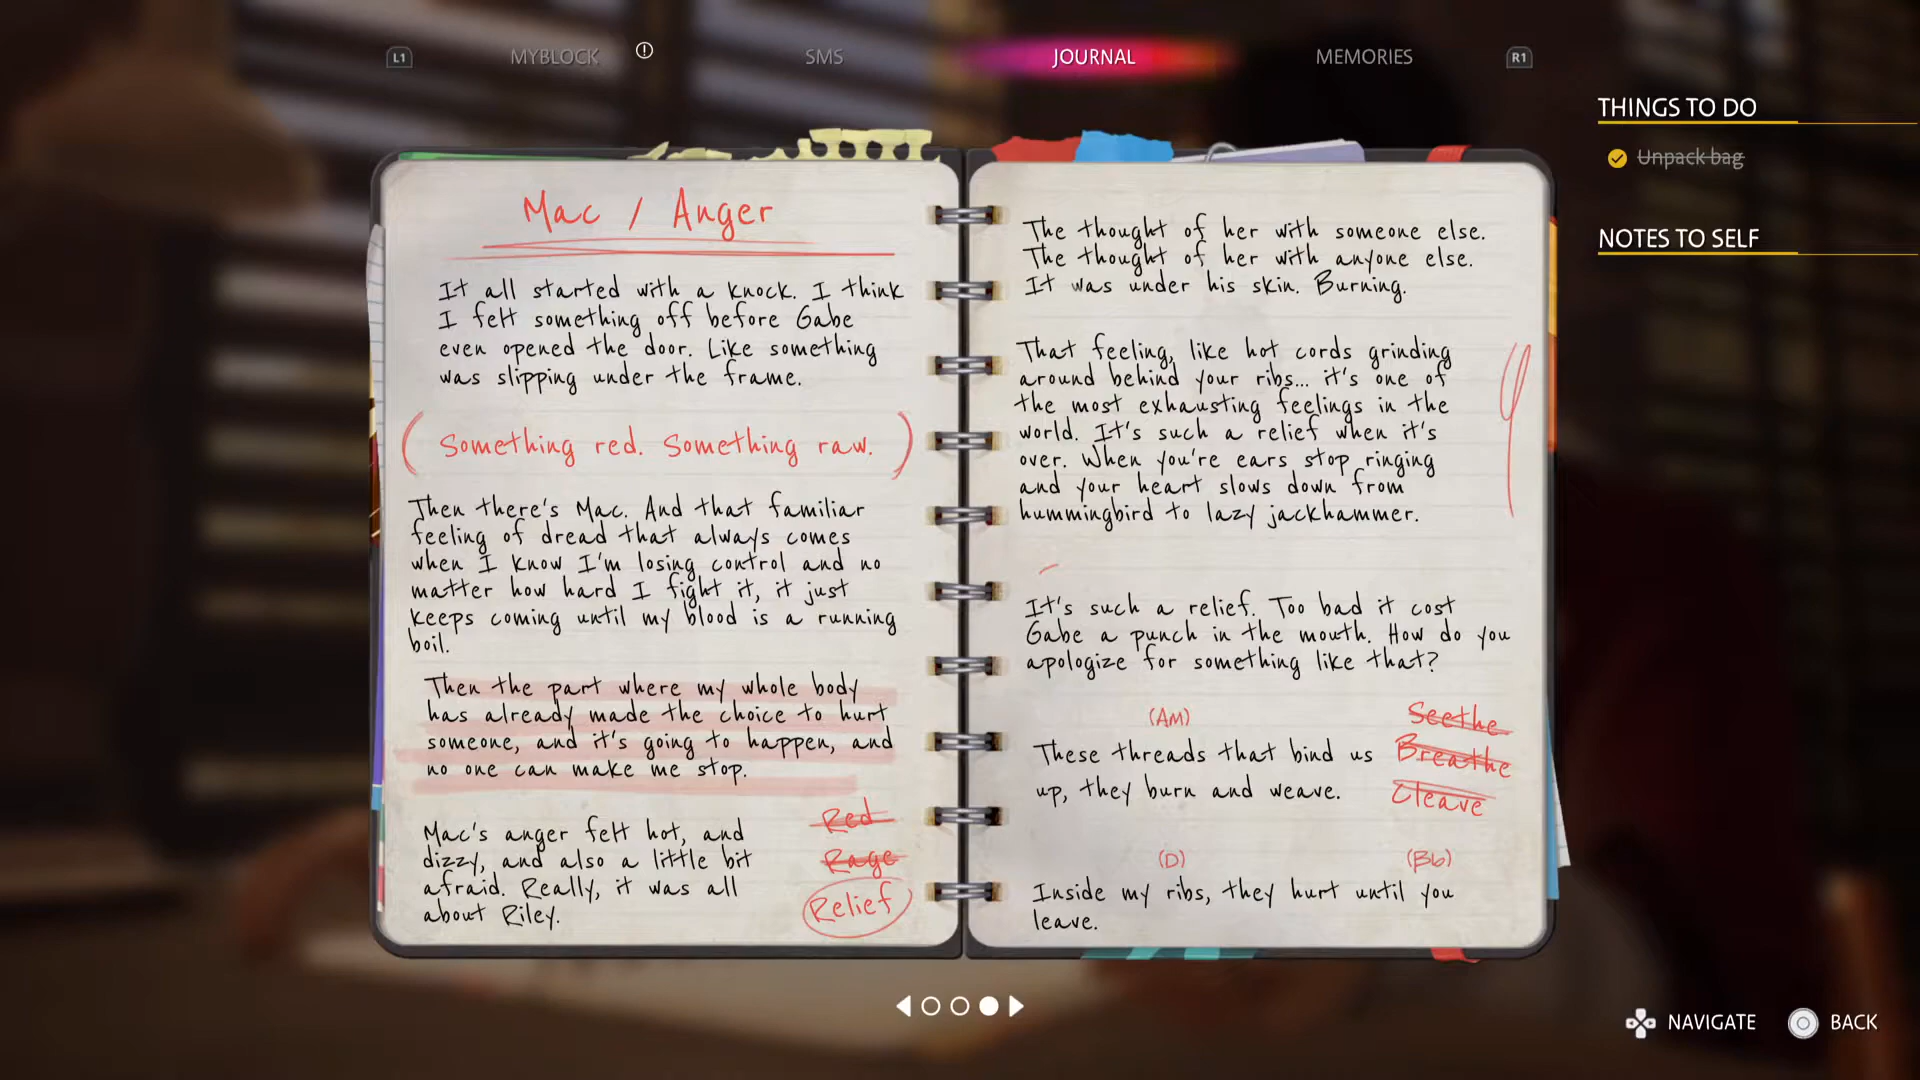 L1
MYBLOCK
!
SMS
JOURNAL
MEMORIES
R1
THINGS TO DO
Unpack bag
NOTES TO SELF
Mac / Anger
It all started with a knock. I think
I felt something off before Gabe
even opened the door. Like something
was slipping under the frame.
(Something red. Something raw.)
Then there's Mac. And that familiar
feeling of dread that always comes
when I know I'm losing control and no
matter how hard I fight it, it just
keeps coming until my blood is a running
boil.
Then the part where my whole body
has already made the choice to hurt
someone, and it's going to happen, and
no one can make me stop.
Mac's anger felt hot, and
dizzy, and also a little bit
afraid. Really, it was all
about Riley.
Red
Rage
Relief
The thought of her with someone else.
The thought of her with anyone else.
It was under his skin. Burning.
That feeling, like hot cords grinding
around behind your ribs... it's one of
the most exhausting feelings in the
world. It's such a relief when it's
over. When you're ears stop ringing
and your heart slows down from
hummingbird to lazy jackhammer.
It's such a relief. Too bad it cost
Gabe a punch in the mouth. How do you
apologize for something like that?
(AM)
These threads that bind us
up, they burn and weave.
Seethe
Breathe
Cleave
(D) (Bb)
Inside my ribs, they hurt until you
leave.
NAVIGATE
BACK